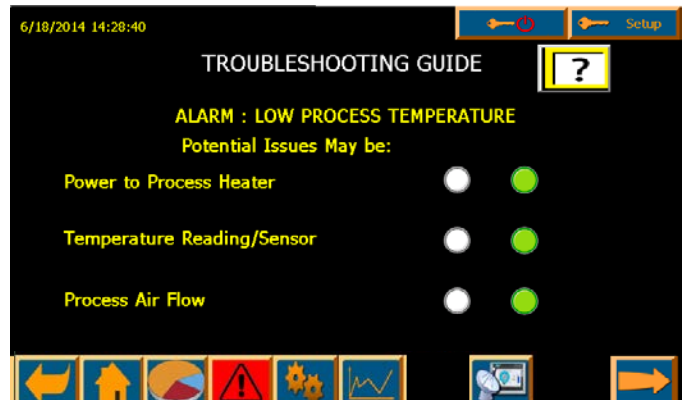 6/18/2014 14:28:40
Setup
TROUBLESHOOTING GUIDE
?
ALARM : LOW PROCESS TEMPERATURE
Potential Issues May be:
Power to Process Heater
Temperature Reading/Sensor
Process Air Flow